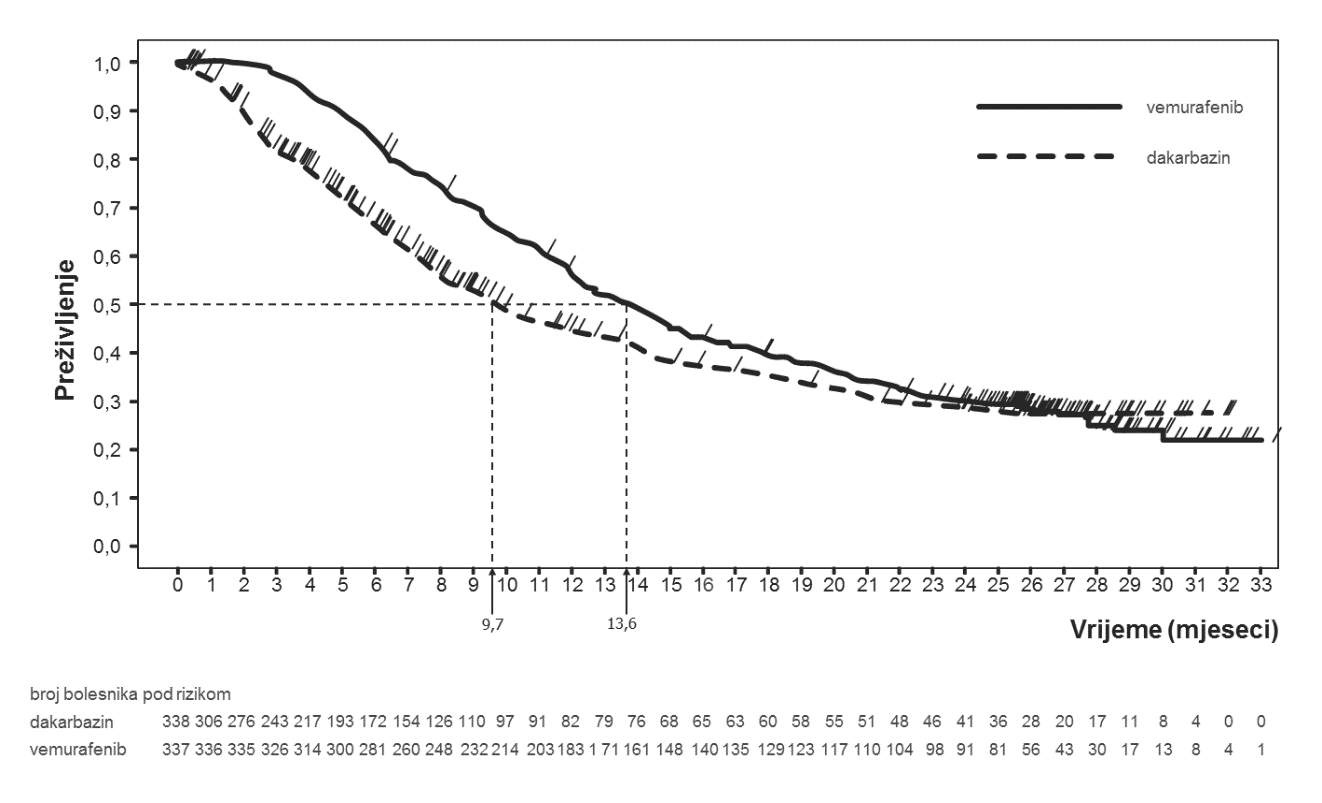 1,0
0,9
0,8
0,7
0,6
0,5
0,4
0,3
0,2
0,1
0,0
Preživljenje
vemurafenib
dakarbazin
0 1 2 3 4 5 6 7 8 9 10 11 12 13 14 15 16 17 18 19 20 21 22 23 24 25 26 27 28 29 30 31 32 33
9,7 13,6
Vrijeme (mjeseci)
broj bolesnika pod rizikom
dakarbazin 338 306 276 243 217 193 172 154 126 110 97 91 82 79 76 68 65 63 60 58 55 51 48 46 41 36 28 20 17 11 8 4 0 0
vemurafenib 337 336 335 326 314 300 281 260 248 232 214 203 183 171 161 148 140 135 129 123 117 110 104 98 91 81 56 43 30 17 13 8 4 1